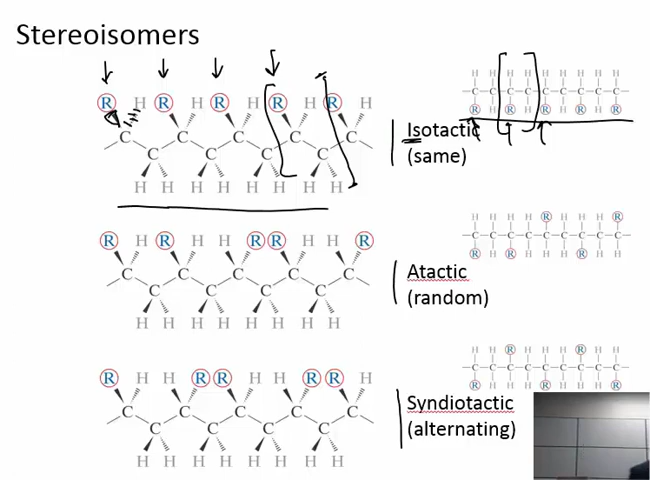 Stereoisomers
R H R H R H R H R H
C C C C C
C C C C
H H H H H H H H
Isotactic
(same)
H H H H H H H H H
C C C C C C C C C
R H R H R H R H R
R H R H H R R H H R
C C C C C
C C C C
H H H H H H H H
Atactic
(random)
H H H H R H H H R
C C C C C C C C C
R H R H H H R H H
R H H R R H H R R H
C C C C C
C C C C
H H H H H H H H
Syndiotactic
(alternating)
H H R H H H R H H
C C C C C C C C C
R H H H R H H H R